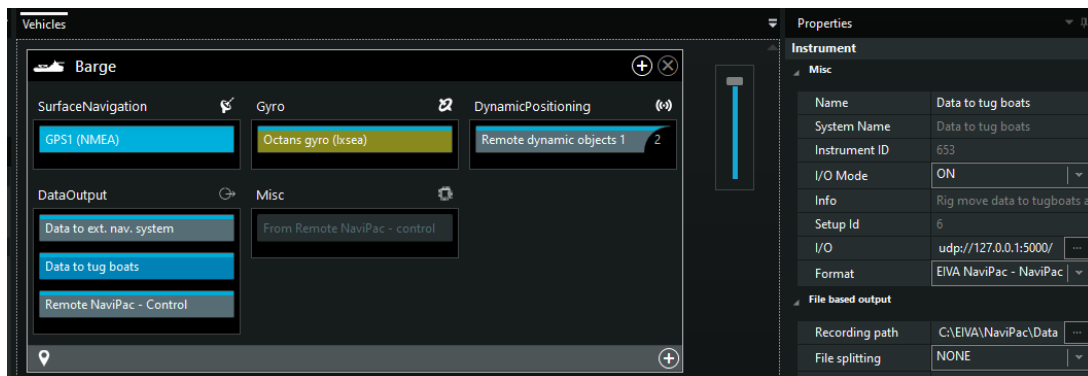 Vehicles
Barge
SurfaceNavigation
Gyro
DynamicPositioning
GPS1 (NMEA)
Octans gyro (Ixsea)
Remote dynamic objects 1
2
DataOutput
Misc
Data to ext. nav. system
From Remote NaviPac - control
Data to tug boats
Remote NaviPac - Control
Properties
Instrument
Misc
Name Data to tug boats
System Name Data to tug boats
Instrument ID 653
I/O Mode ON
Info Rig move data to tugboats a
Setup Id 6
I/O udp://127.0.0.1:5000/ ...
Format EIVA NaviPac - NaviPac
File based output
Recording path C:\EIVA\NaviPac\Data ...
File splitting NONE